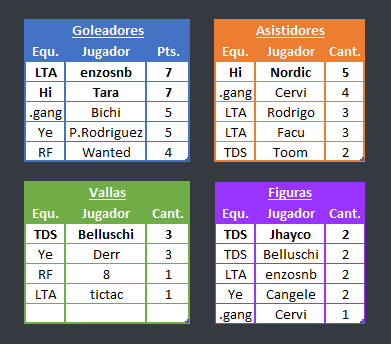 Goleadores
Equ. Jugador Pts.
LTA enzosnb 7
Hi Tara 7
.gang Bichi 5
Ye P.Rodriguez 5
RF Wanted 4
Asistidores
Equ. Jugador Cant.
Hi Nordic 5
.gang Cervi 4
LTA Rodrigo 3
LTA Facu 3
TDS Toom 2
Vallas
Equ. Jugador Cant.
TDS Belluschi 3
Ye Derr 3
RF 8 1
LTA tictac 1
Figuras
Equ. Jugador Cant.
TDS Jhayco 2
TDS Belluschi 2
LTA enzosnb 2
Ye Cangele 2
.gang Cervi 1